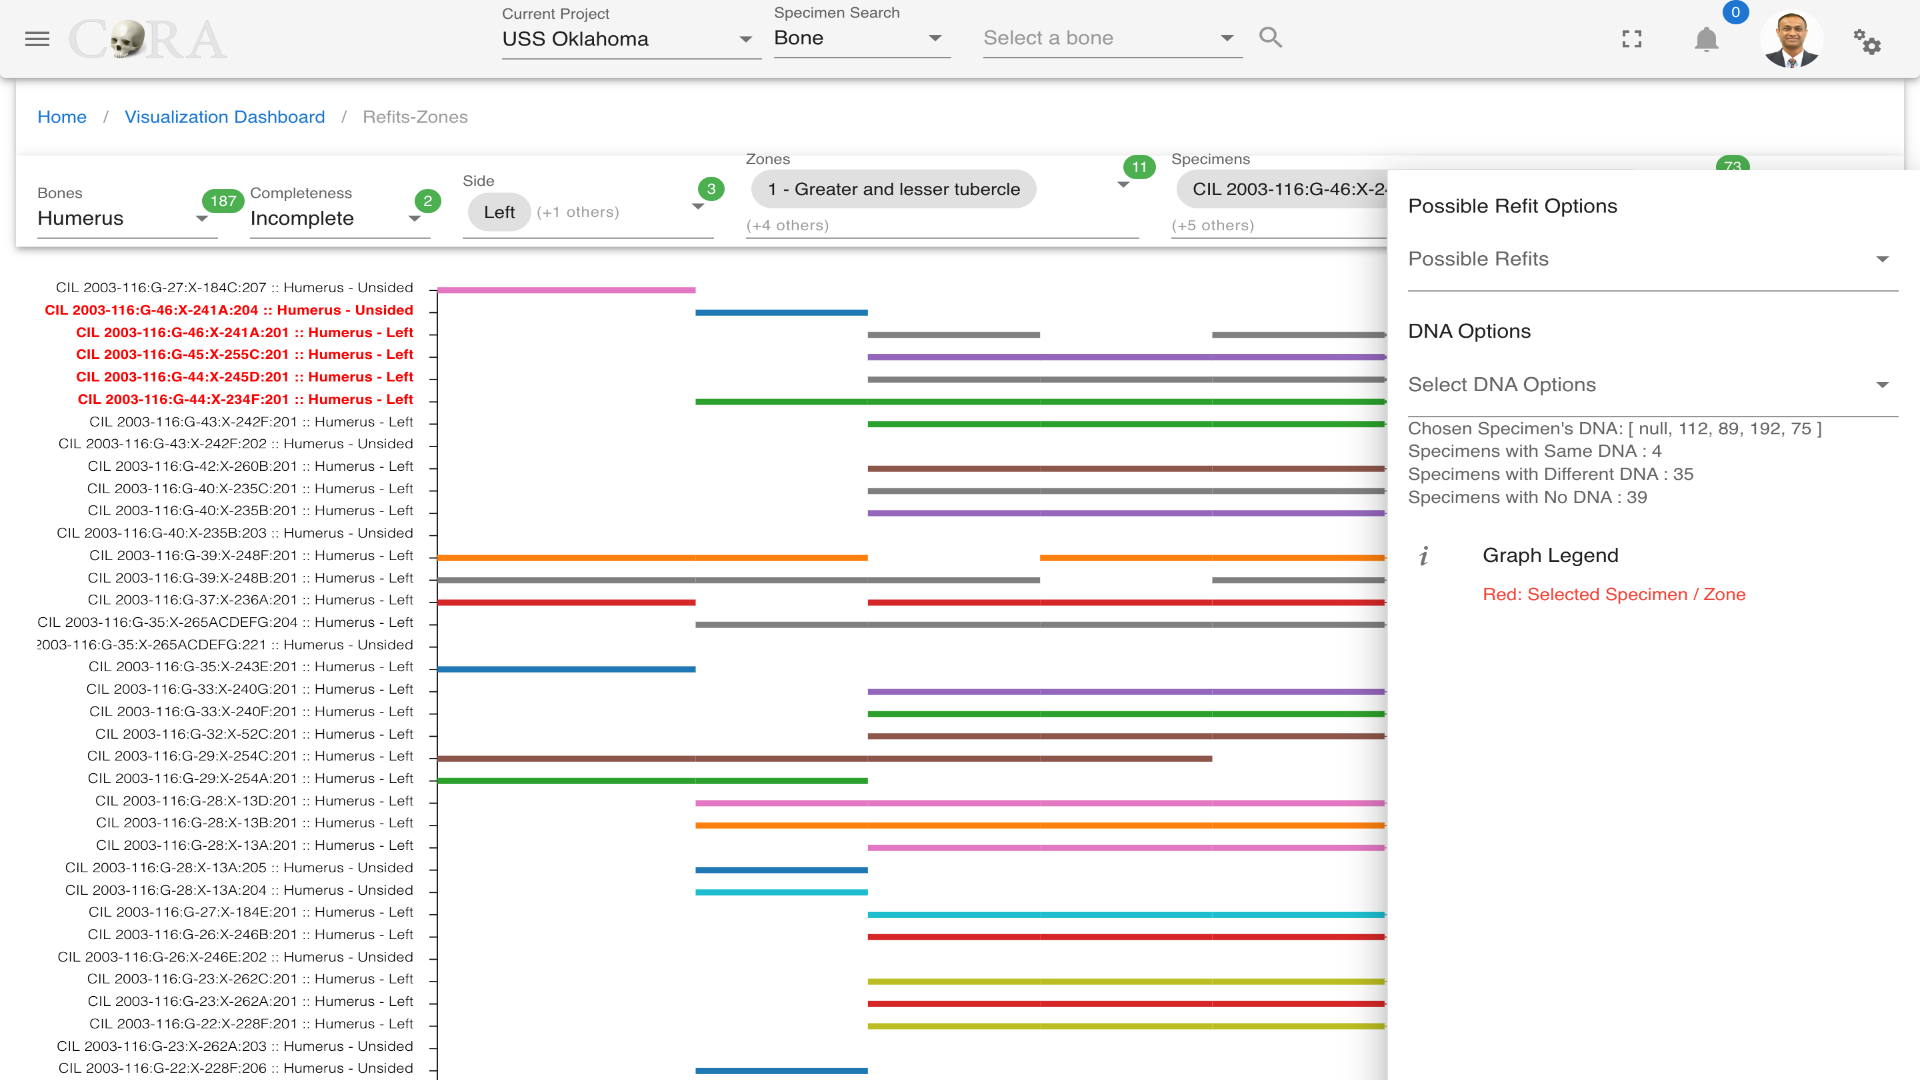 CORA
Current Project
USS Oklahoma
Specimen Search
Bone
Select a bone
0
Home / Visualization Dashboard / Refits-Zones
Bones
Humerus
187
Completeness
Incomplete
2
Side
Left (+1 others)
3
Zones
1 - Greater and lesser tubercle
(+4 others)
11
Specimens
CIL 2003-116:G-46:X-2
(+5 others)
73
Possible Refit Options
Possible Refits
DNA Options
Select DNA Options
Chosen Specimen's DNA: [ null, 112, 89, 192, 75 ]
Specimens with Same DNA : 4
Specimens with Different DNA : 35
Specimens with No DNA : 39
i Graph Legend
Red: Selected Specimen / Zone
CIL 2003-116:G-27:X-184C:207 :: Humerus - Unsided
CIL 2003-116:G-46:X-241A:204 :: Humerus - Unsided
CIL 2003-116:G-46:X-241A:201 :: Humerus - Left
CIL 2003-116:G-45:X-255C:201 :: Humerus - Left
CIL 2003-116:G-44:X-245D:201 :: Humerus - Left
CIL 2003-116:G-44:X-234F:201 :: Humerus - Left
CIL 2003-116:G-43:X-242F:201 :: Humerus - Left
CIL 2003-116:G-43:X-242F:202 :: Humerus - Unsided
CIL 2003-116:G-42:X-260B:201 :: Humerus - Left
CIL 2003-116:G-40:X-235C:201 :: Humerus - Left
CIL 2003-116:G-40:X-235B:201 :: Humerus - Left
CIL 2003-116:G-40:X-235B:203 :: Humerus - Unsided
CIL 2003-116:G-39:X-248F:201 :: Humerus - Left
CIL 2003-116:G-39:X-248B:201 :: Humerus - Left
CIL 2003-116:G-37:X-236A:201 :: Humerus - Left
CIL 2003-116:G-35:X-265ACDEFG:204 :: Humerus - Left
2003-116:G-35:X-265ACDEFG:221 :: Humerus - Unsided
CIL 2003-116:G-35:X-243E:201 :: Humerus - Left
CIL 2003-116:G-33:X-240G:201 :: Humerus - Left
CIL 2003-116:G-33:X-240F:201 :: Humerus - Left
CIL 2003-116:G-32:X-52C:201 :: Humerus - Left
CIL 2003-116:G-29:X-254C:201 :: Humerus - Left
CIL 2003-116:G-29:X-254A:201 :: Humerus - Left
CIL 2003-116:G-28:X-13D:201 :: Humerus - Left
CIL 2003-116:G-28:X-13B:201 :: Humerus - Left
CIL 2003-116:G-28:X-13A:201 :: Humerus - Left
CIL 2003-116:G-28:X-13A:205 :: Humerus - Unsided
CIL 2003-116:G-28:X-13A:204 :: Humerus - Unsided
CIL 2003-116:G-27:X-184E:201 :: Humerus - Left
CIL 2003-116:G-26:X-246B:201 :: Humerus - Left
CIL 2003-116:G-26:X-246E:202 :: Humerus - Unsided
CIL 2003-116:G-23:X-262C:201 :: Humerus - Left
CIL 2003-116:G-23:X-262A:201 :: Humerus - Left
CIL 2003-116:G-22:X-228F:201 :: Humerus - Left
CIL 2003-116:G-23:X-262A:203 :: Humerus - Unsided
CIL 2003-116:G-22:X-228F:206 :: Humerus - Unsided